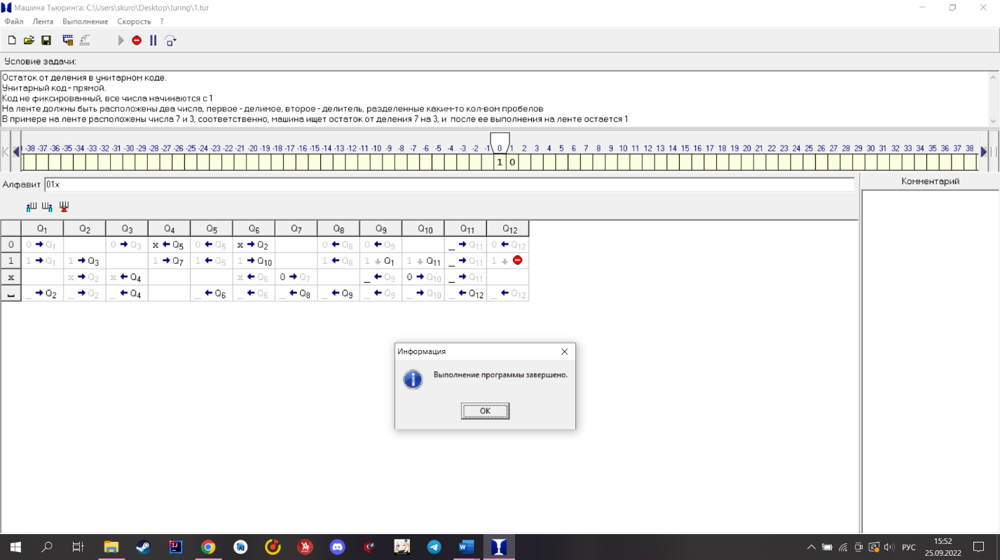 Машина Тьюринга: C:\Users\skuro\Desktop\turing\1.tur
Файл Лента Выполнение Скорость ?
Условие задачи:
Остаток от деления в унитарном коде.
Унитарный код - прямой.
Код не фиксированный, все числа начинаются с 1
На ленте должны быть расположены два числа, первое - делимое, второе - делитель, разделенные каким-то кол-вом пробелов
В примере на ленте расположены числа 7 и 3, соответственно, машина ищет остаток от деления 7 на 3, и после ее выполнения на ленте остается 1
-38 -37 -36 -35 -34 -33 -32 -31 -30 -29 -28 -27 -26 -25 -24 -23 -22 -21 -20 -19 -18 -17 -16 -15 -14 -13 -12 -11 -10 -9 -8 -7 -6 -5 -4 -3 -2 -1 0 1 2 3 4 5 6 7 8 9 10 11 12 13 14 15 16 17 18 19 20 21 22 23 24 25 26 27 28 29 30 31 32 33 34 35 36 37 38
1 0
Алфавит 01x
Комментарий
Q1 Q2 Q3 Q4 Q5 Q6 Q7 Q8 Q9 Q10 Q11 Q12
0 0 → Q1 0 → Q3 x ← Q5 0 ← Q5 x → Q2 0 ← Q8 0 ← Q9 _ → Q11 0 ← Q12
1 1 → Q1 1 → Q3 1 → Q7 1 ← Q5 1 → Q10 1 ← Q8 1 ↓ Q1 1 ↓ Q11 _ → Q11 1 ↓
x x → Q2 x ← Q4 x ← Q6 0 → Q7 _ ← Q9 0 → Q10 _ → Q11
_ → Q2 _ → Q2 _ ← Q4 _ ← Q6 _ ← Q6 _ ← Q8 _ ← Q9 _ ← Q9 _ → Q10 _ ← Q12 _ ← Q12
Информация
Выполнение программы завершено.
OK
РУС
15:52
25.09.2022